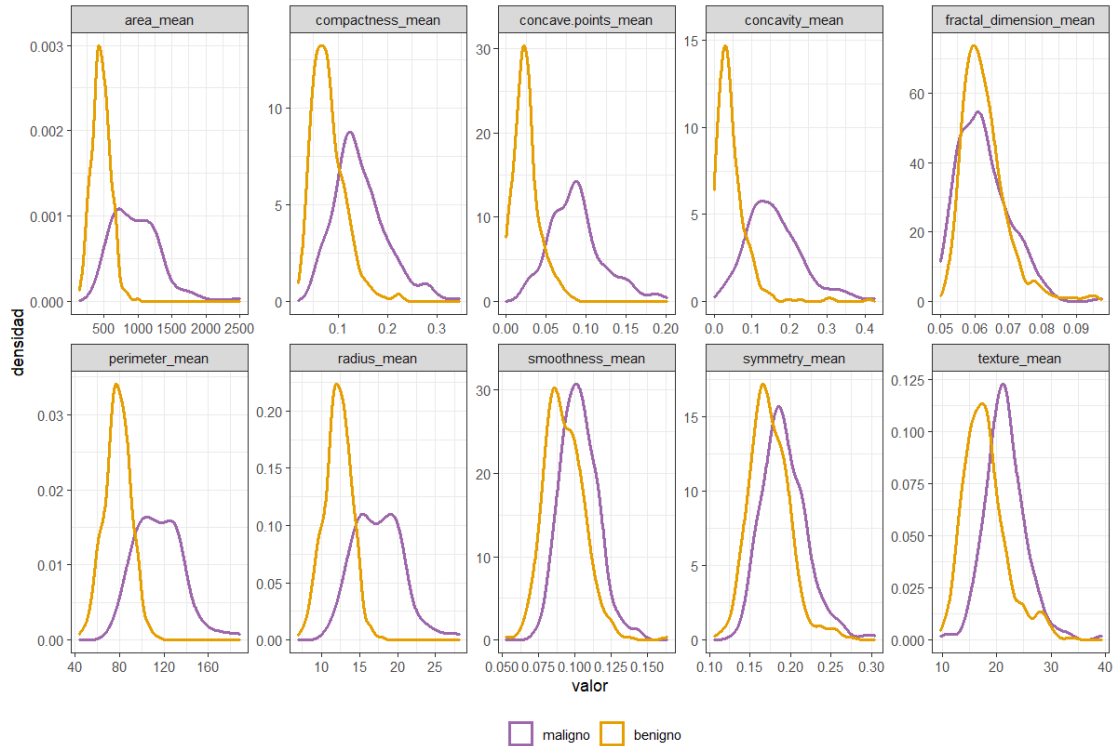 area_mean
compactness_mean
concave.points_mean
concavity_mean
fractal_dimension_mean
0.003
0.002
0.001
0.000
500 1000 1500 2000 2500
10
5
0
0.1 0.2 0.3
30
20
10
0
0.00 0.05 0.10 0.15 0.20
15
10
5
0
0.0 0.1 0.2 0.3 0.4
60
40
20
0
0.05 0.06 0.07 0.08 0.09
densidad
perimeter_mean
radius_mean
smoothness_mean
symmetry_mean
texture_mean
0.03
0.02
0.01
0.00
40 80 120 160
0.20
0.15
0.10
0.05
0.00
10 15 20 25
30
20
10
0
0.050 0.075 0.100 0.125 0.150
15
10
5
0
0.10 0.15 0.20 0.25 0.30
0.125
0.100
0.075
0.050
0.025
0.000
10 20 30 40
valor
maligno benigno